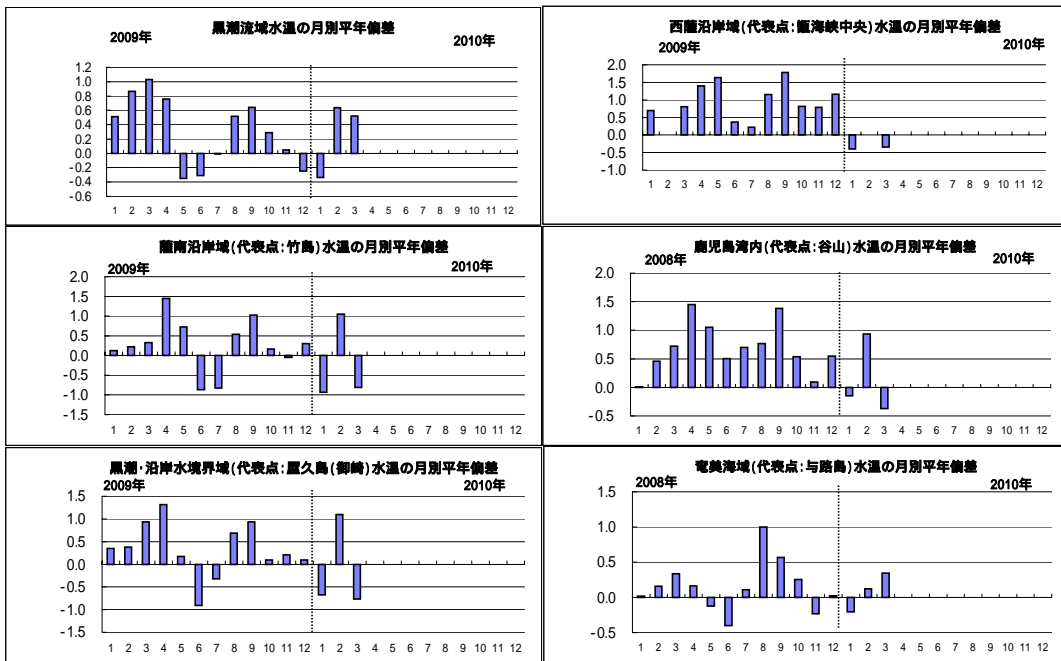 黒潮流域水温の月別平年偏差
2009年
2010年
1.2
1.0
0.8
0.6
0.4
0.2
0.0
-0.2
-0.4
-0.6
1 2 3 4 5 6 7 8 9 10 11 12 1 2 3 4 5 6 7 8 9 10 11 12
西薩沿岸域(代表点:甑海峡中央)水温の月別平年偏差
2009年
2010年
2.0
1.5
1.0
0.5
0.0
-0.5
-1.0
1 2 3 4 5 6 7 8 9 10 11 12 1 2 3 4 5 6 7 8 9 10 11 12
薩南沿岸域(代表点:竹島)水温の月別平年偏差
2009年
2010年
2.0
1.5
1.0
0.5
0.0
-0.5
-1.0
-1.5
1 2 3 4 5 6 7 8 9 10 11 12 1 2 3 4 5 6 7 8 9 10 11 12
鹿児島湾内(代表点:谷山)水温の月別平年偏差
2008年
2010年
2.0
1.5
1.0
0.5
0.0
-0.5
1 2 3 4 5 6 7 8 9 10 11 12 1 2 3 4 5 6 7 8 9 10 11 12
黒潮・沿岸水境界域(代表点:屋久島(御崎)水温の月別平年偏差
2009年
2010年
1.5
1.0
0.5
0.0
-0.5
-1.0
-1.5
1 2 3 4 5 6 7 8 9 10 11 12 1 2 3 4 5 6 7 8 9 10 11 12
奄美海域(代表点:与路島)水温の月別平年偏差
2008年
2010年
1.5
1.0
0.5
0.0
-0.5
1 2 3 4 5 6 7 8 9 10 11 12 1 2 3 4 5 6 7 8 9 10 11 12